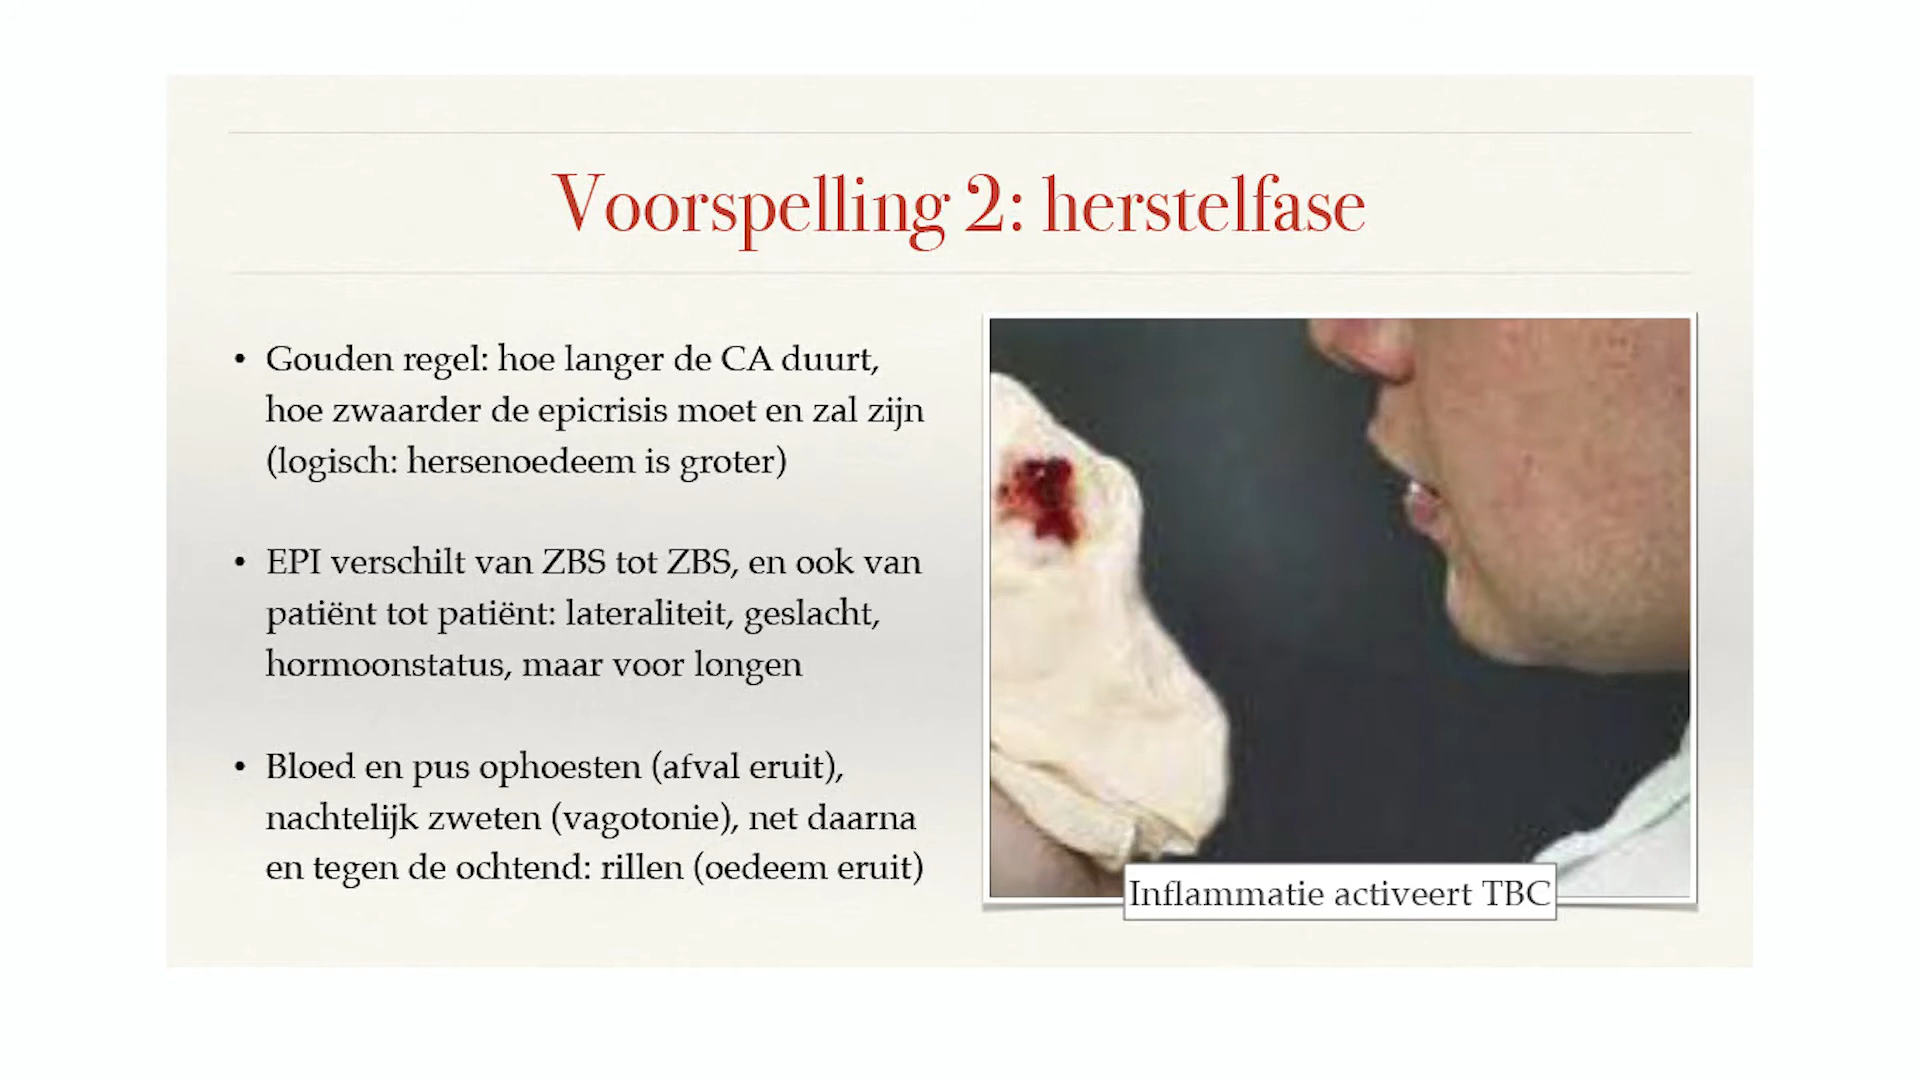 Voorspelling 2: herstelfase
• Gouden regel: hoe langer de CA duurt,
hoe zwaarder de epicrisis moet en zal zijn
(logisch: hersenoedeem is groter)
• EPI verschilt van ZBS tot ZBS, en ook van
patiënt tot patiënt: lateraliteit, geslacht,
hormoonstatus, maar voor longen
• Bloed en pus ophoesten (afval eruit),
nachtelijk zweten (vagotonie), net daarna
en tegen de ochtend: rillen (oedeem eruit)
Inflammatie activeert TBC